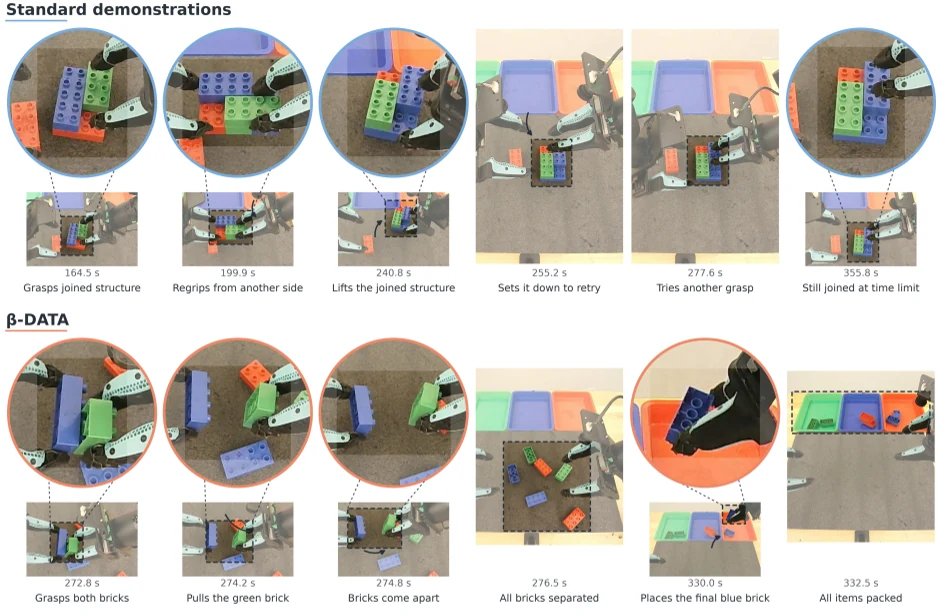 Standard demonstrations
164.5 s
Grasps joined structure
199.9 s
Regrips from another side
240.8 s
Lifts the joined structure
255.2 s
Sets it down to retry
277.6 s
Tries another grasp
355.8 s
Still joined at time limit
β-DATA
272.8 s
Grasps both bricks
274.2 s
Pulls the green brick
274.8 s
Bricks come apart
276.5 s
All bricks separated
330.0 s
Places the final blue brick
332.5 s
All items packed